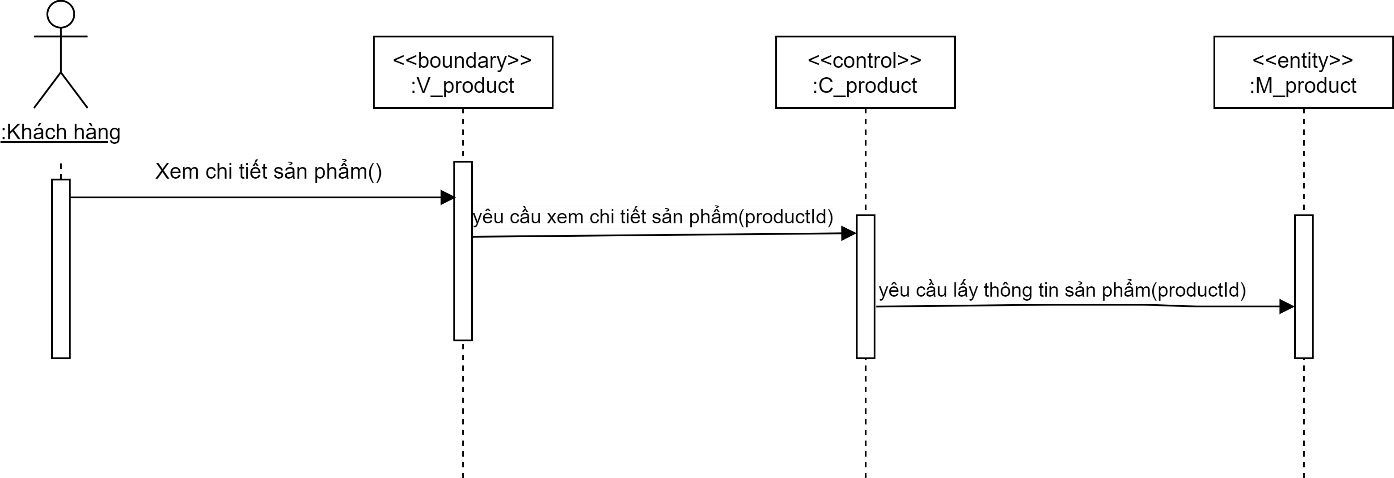 <<boundary>>
:V_product
<<control>>
:C_product
<<entity>>
:M_product
:Khách hàng
Xem chi tiết sản phẩm()
yêu cầu xem chi tiết sản phẩm(productId)
yêu cầu lấy thông tin sản phẩm(productId)